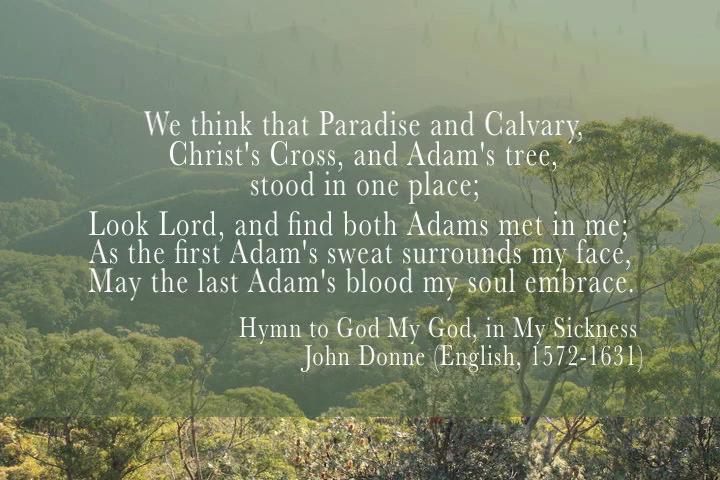 We think that Paradise and Calvary,
Christ's Cross, and Adam's tree,
stood in one place;
Look Lord, and find both Adams met in me;
As the first Adam's sweat surrounds my face,
May the last Adam's blood my soul embrace.
Hymn to God My God, in My Sickness
John Donne (English, 1572-1631)